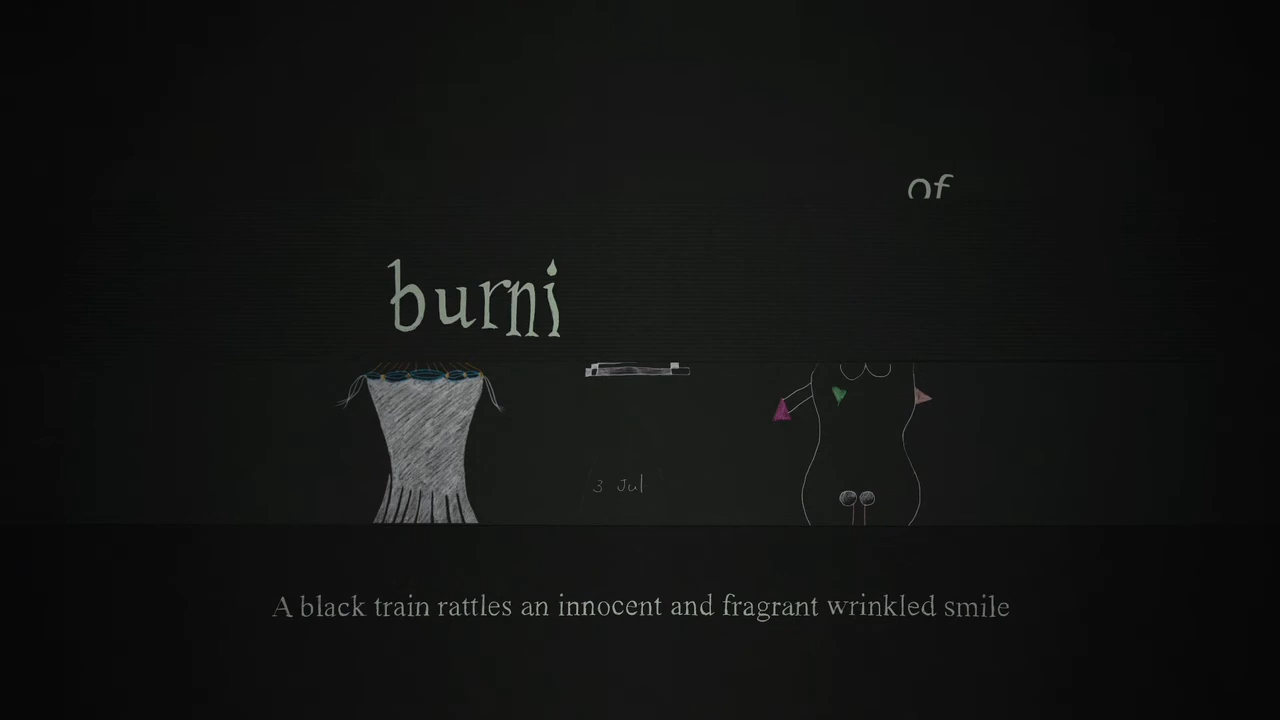 of
burni
3 Jul
A black train rattles an innocent and fragrant wrinkled smile